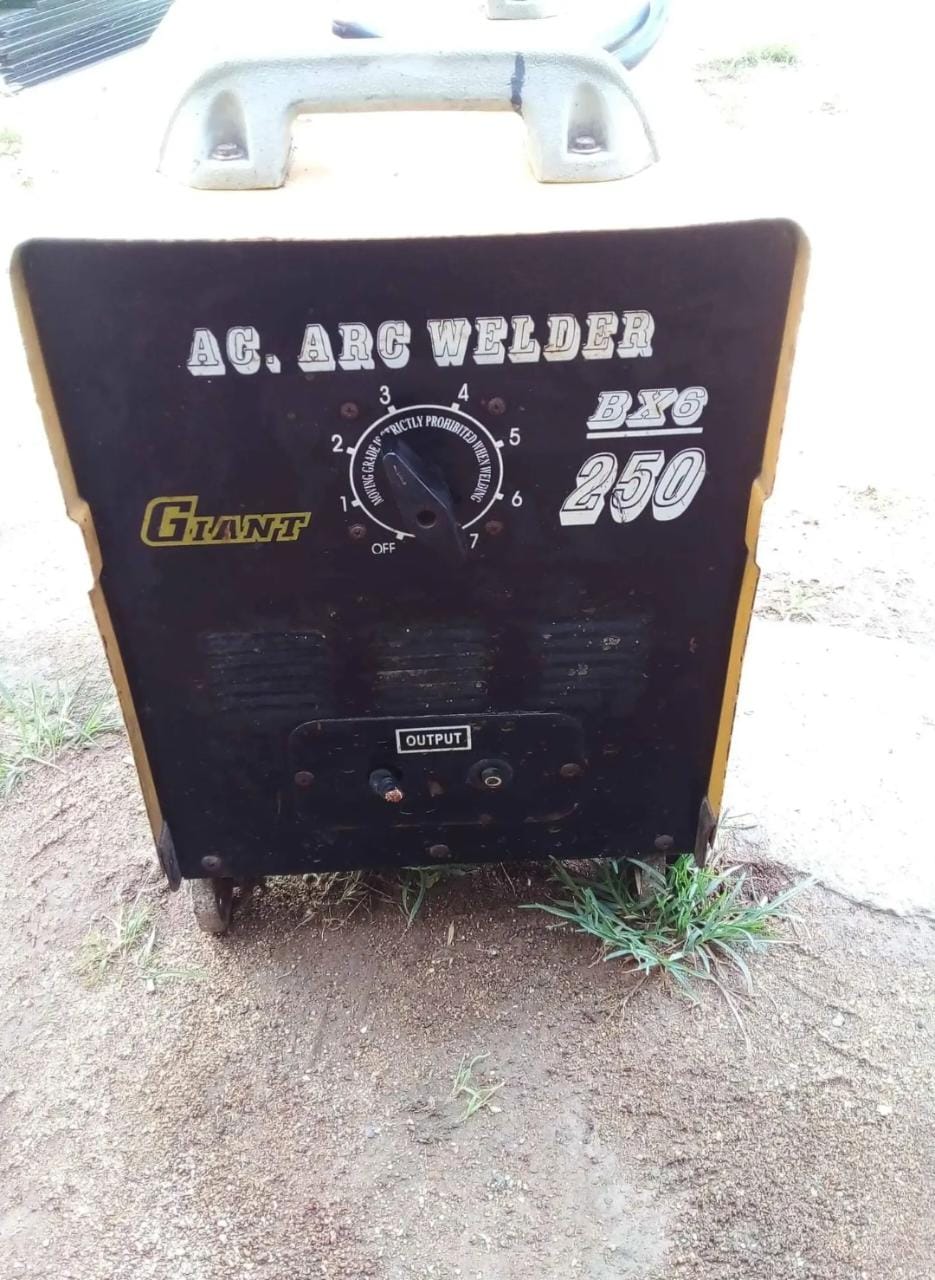 AC. ARC WELDER
BX6
250
GIANT
OFF 1 2 3 4 5 6 7
MOVING GRADE IS STRICTLY PROHIBITED WHEN WELDING
OUTPUT